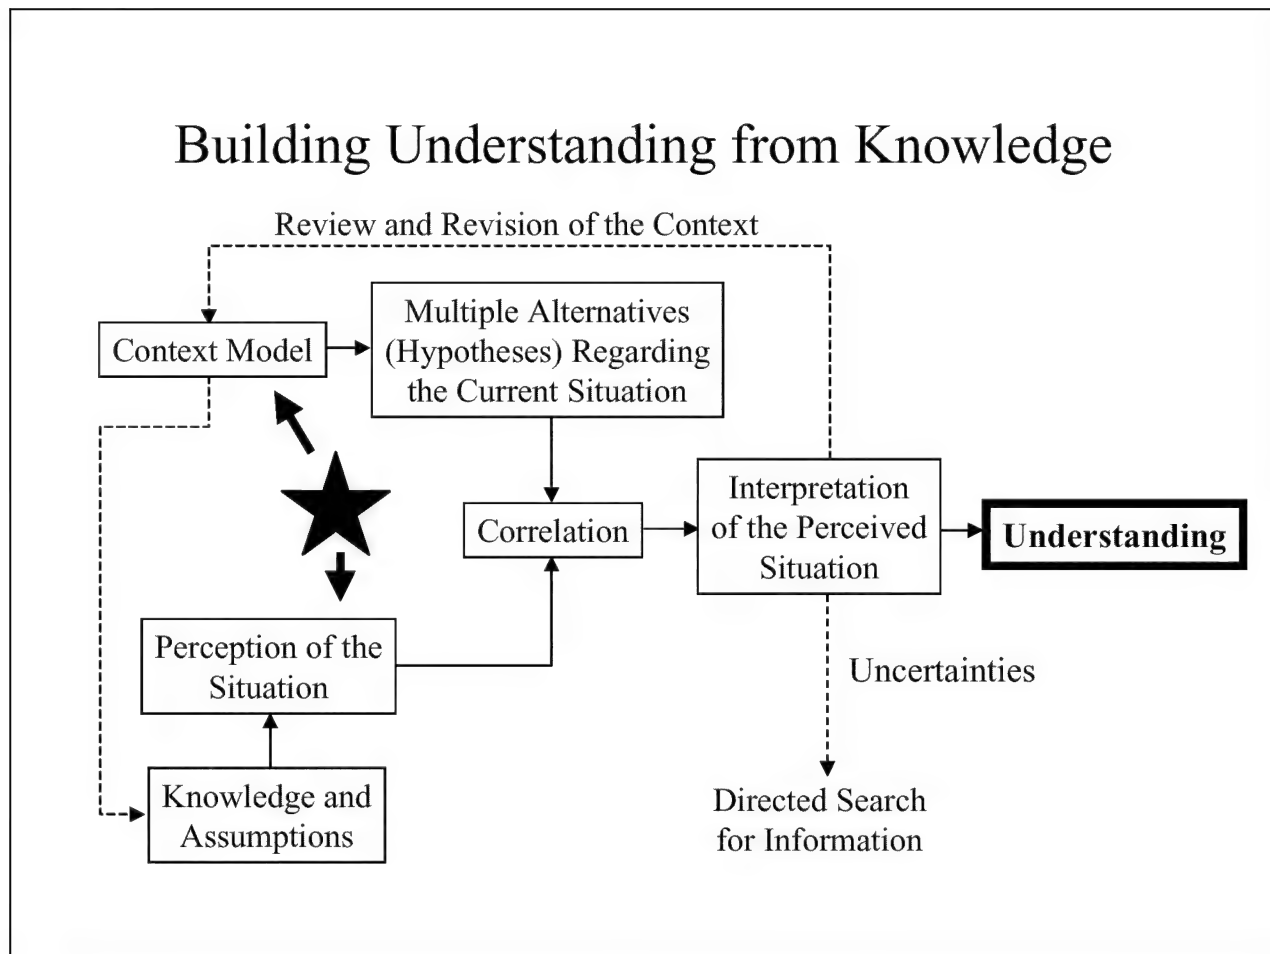 Building Understanding from Knowledge
Review and Revision of the Context
Multiple Alternatives
(Hypotheses) Regarding
the Current Situation
Context Model
Interpretation
of the Perceived
Situation
Correlation
Understanding
Perception of the
Situation
Uncertainties
Knowledge and
Assumptions
Directed Search
for Information